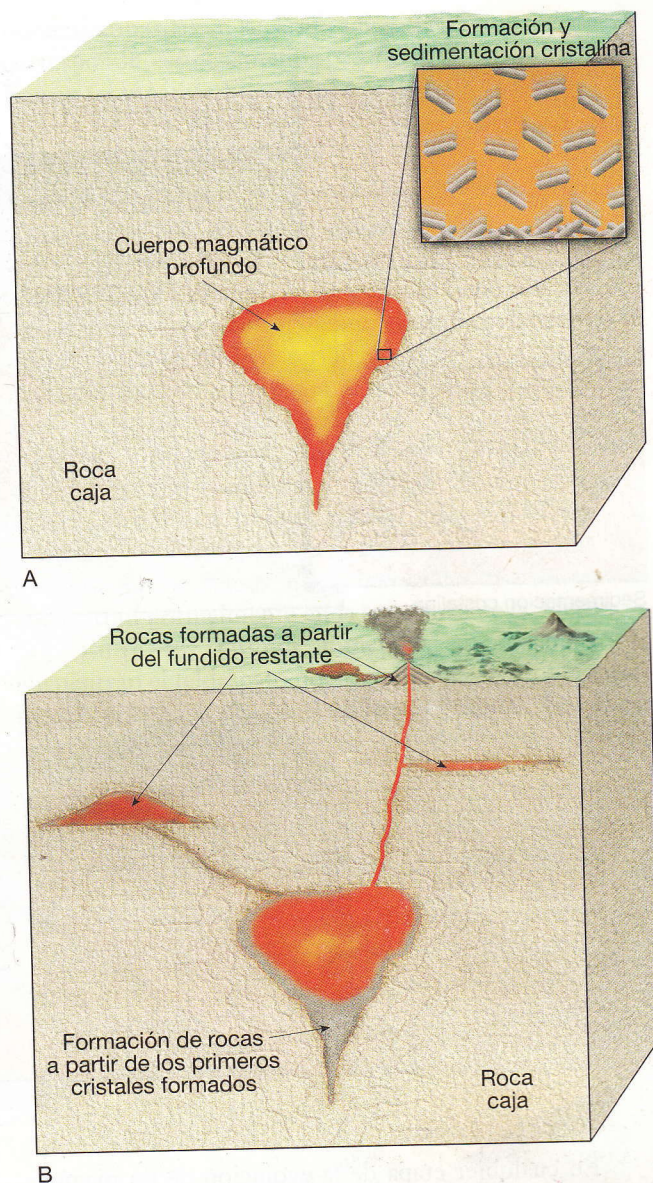 Formación y
sedimentación cristalina
Cuerpo magmático
profundo
Roca
caja
A
Rocas formadas a partir
del fundido restante
Formación de rocas
a partir de los primeros
cristales formados
Roca
caja
B